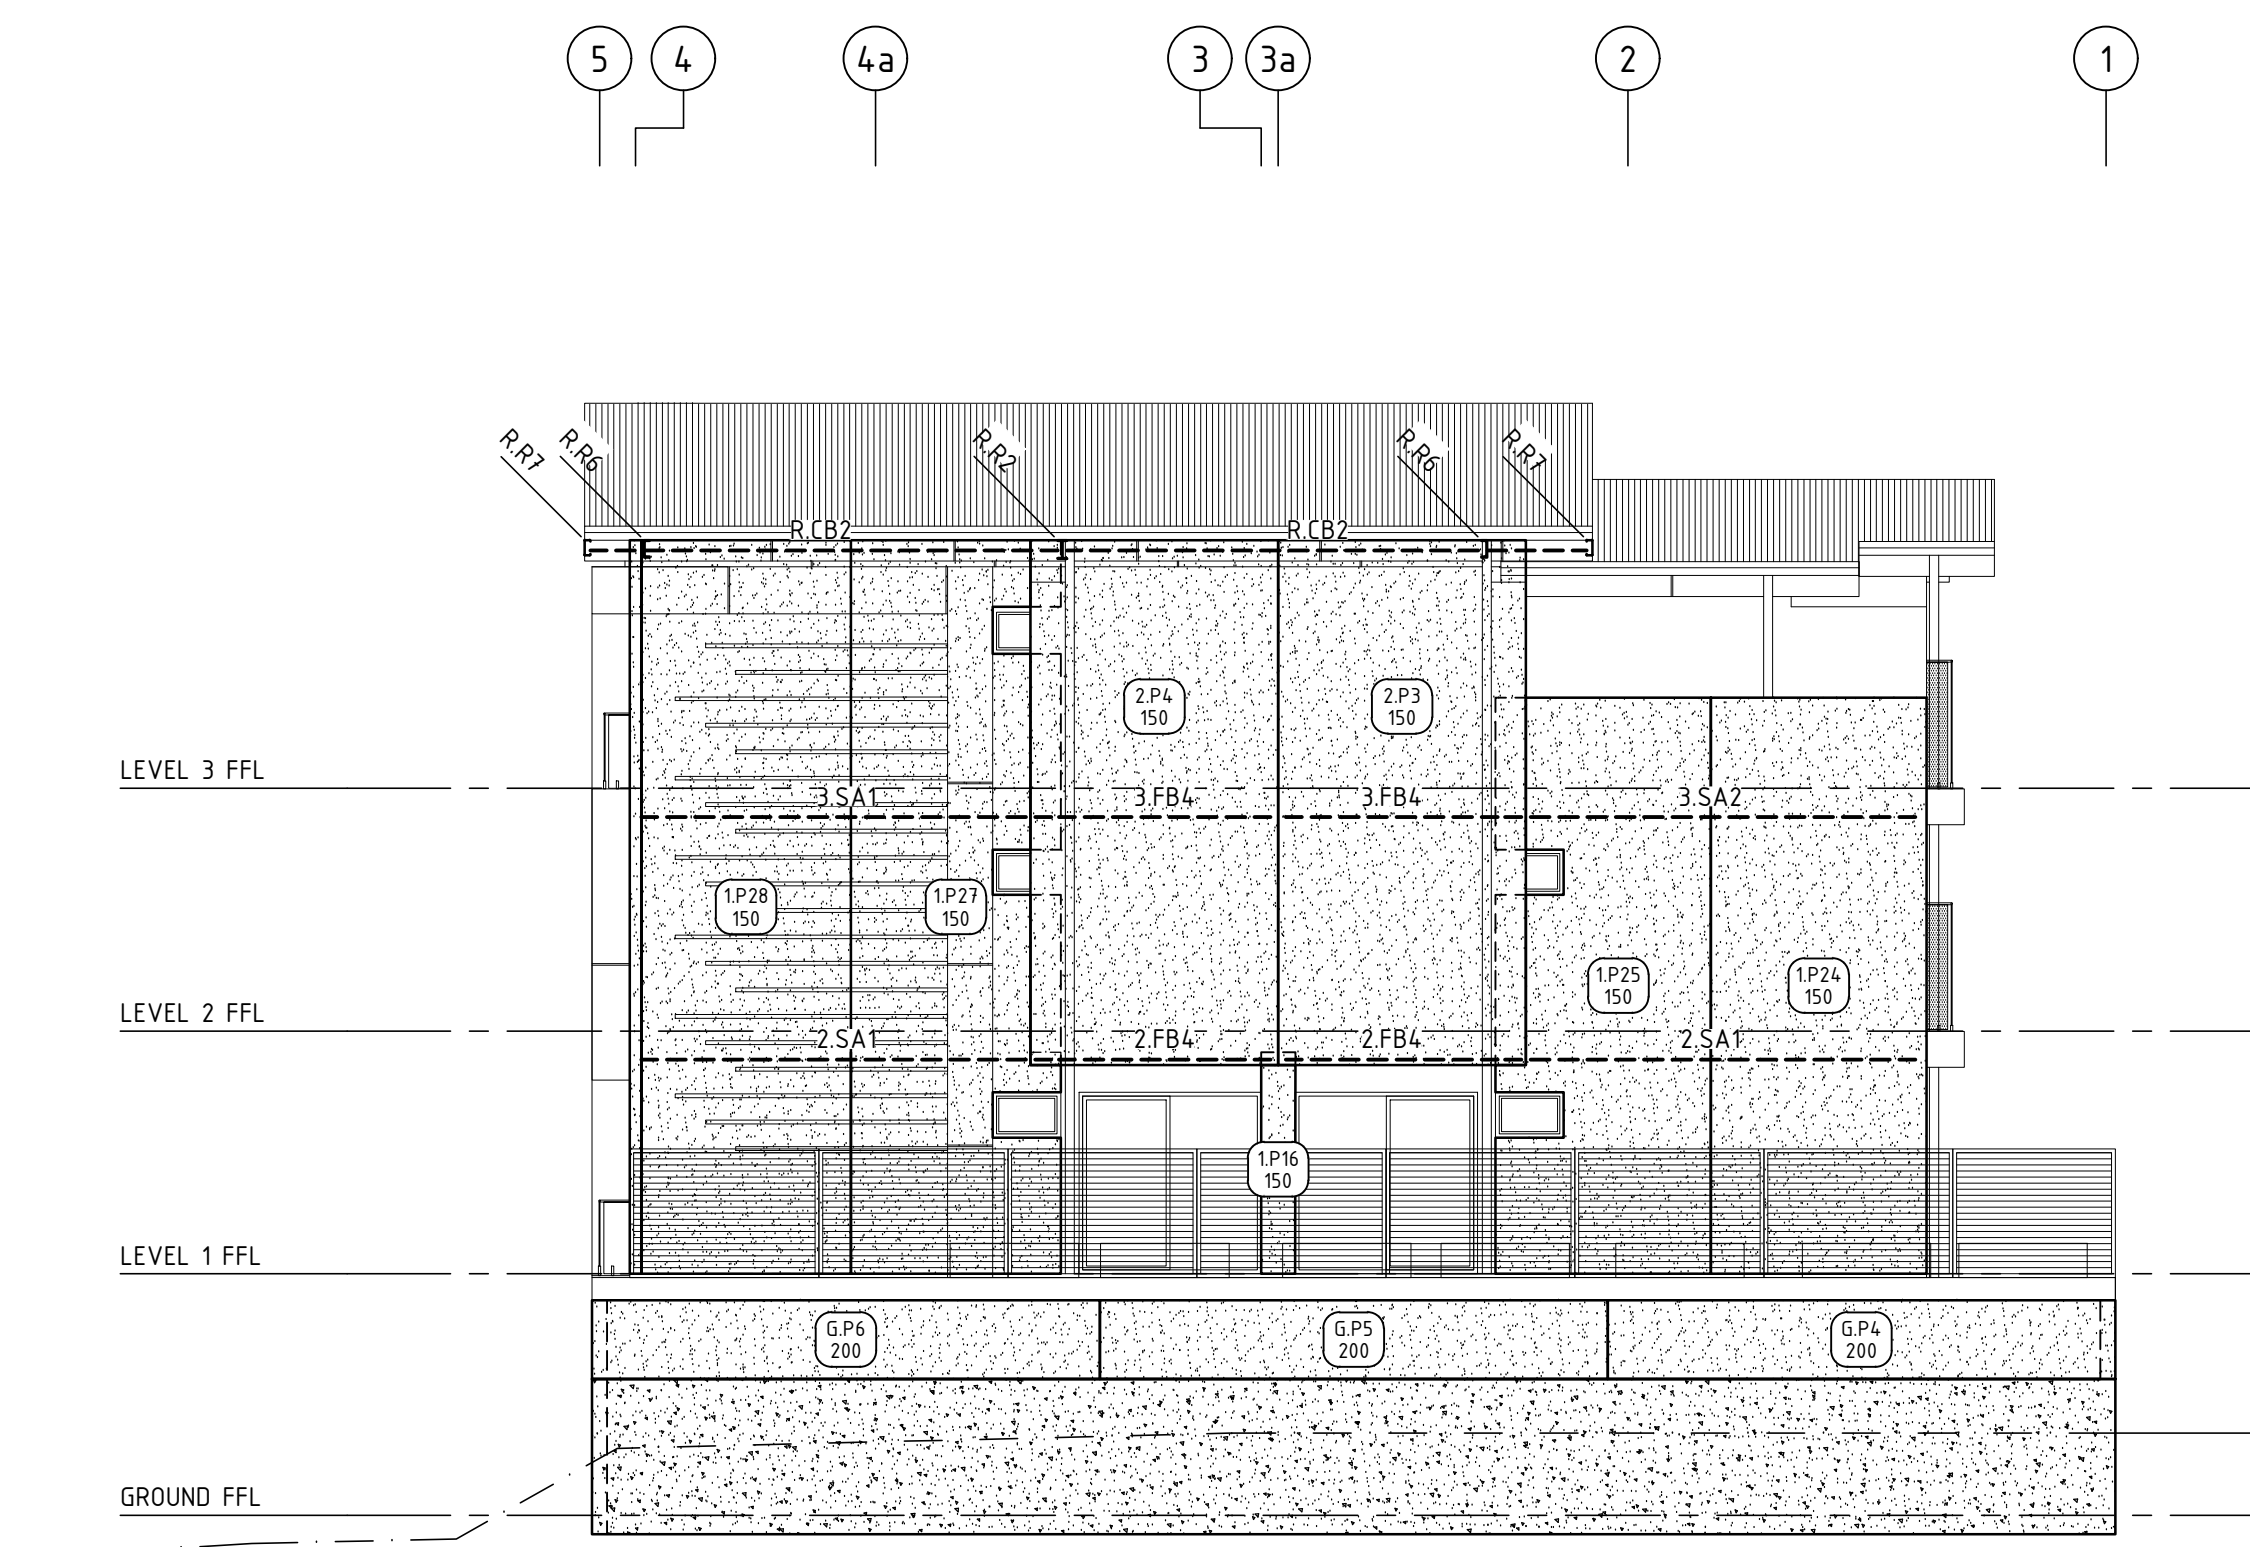 5
4
4a
3
3a
2
1
R.R7
R.R6
R.R2
R.R6
R.R7
R.CB2
R.CB2
2.P4
150
2.P3
150
LEVEL 3 FFL
3.SA1
3.FB4
3.FB4
3.SA2
1.P28
150
1.P27
150
1.P25
150
1.P24
150
LEVEL 2 FFL
2.SA1
2.FB4
2.FB4
2.SA1
1.P16
150
LEVEL 1 FFL
G.P6
200
G.P5
200
G.P4
200
GROUND FFL